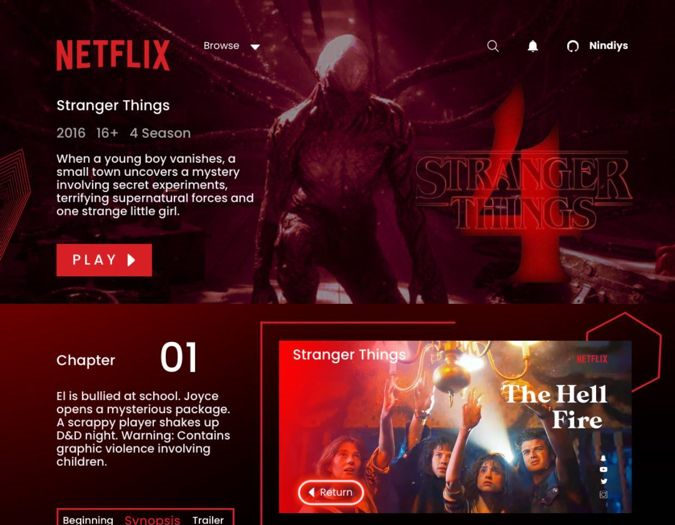 NETFLIX
Browse
Nindiys
Stranger Things
2016 16+ 4 Season
When a young boy vanishes, a
small town uncovers a mystery
involving secret experiments,
terrifying supernatural forces and
one strange little girl.
PLAY
4
STRANGER
THINGS
Chapter 01
El is bullied at school. Joyce
opens a mysterious package.
A scrappy player shakes up
D&D night. Warning: Contains
graphic violence involving
children.
Beginning Synopsis Trailer
Stranger Things
NETFLIX
The Hell
Fire
Return